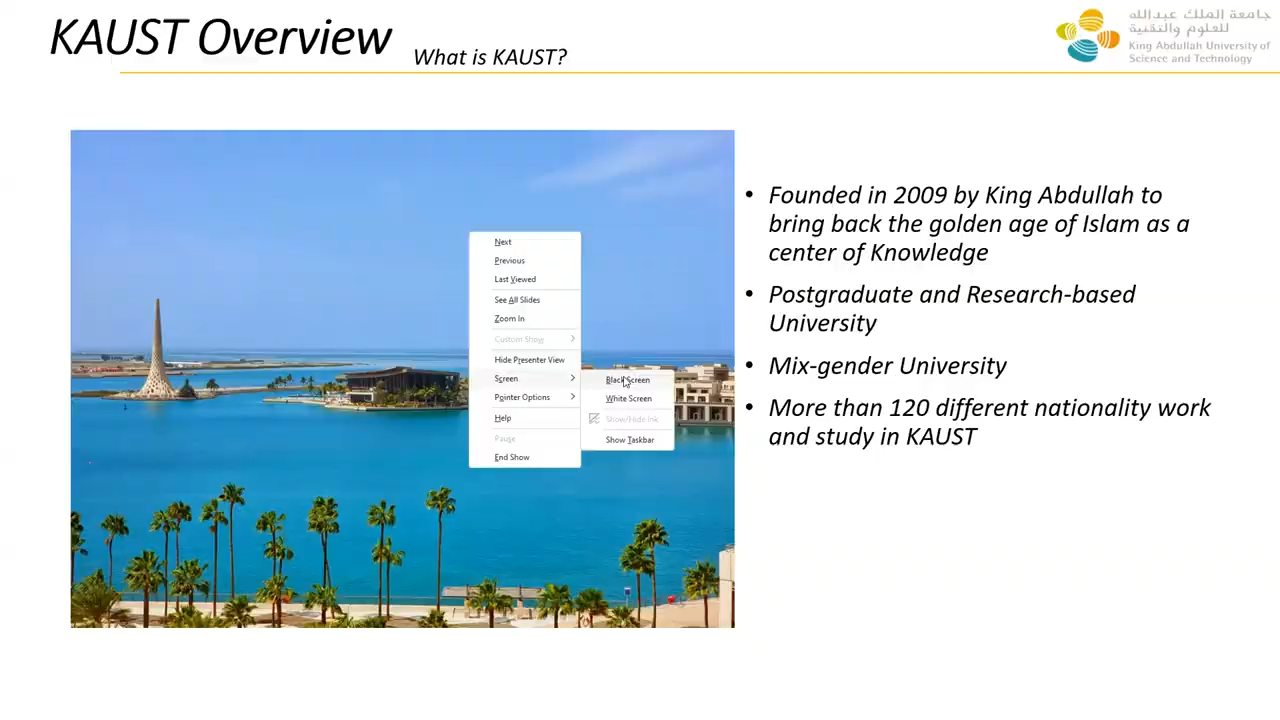 KAUST Overview
What is KAUST?
جامعة الملك عبدالله
للعلوم والتقنية
King Abdullah University of
Science and Technology
Next
Previous
Last Viewed
See All Slides
Zoom In
Custom Show
Hide Presenter View
Screen
Pointer Options
Help
Pause
End Show
Black Screen
White Screen
Show/Hide Ink
Show Taskbar
• Founded in 2009 by King Abdullah to
bring back the golden age of Islam as a
center of Knowledge
• Postgraduate and Research-based
University
• Mix-gender University
• More than 120 different nationality work
and study in KAUST